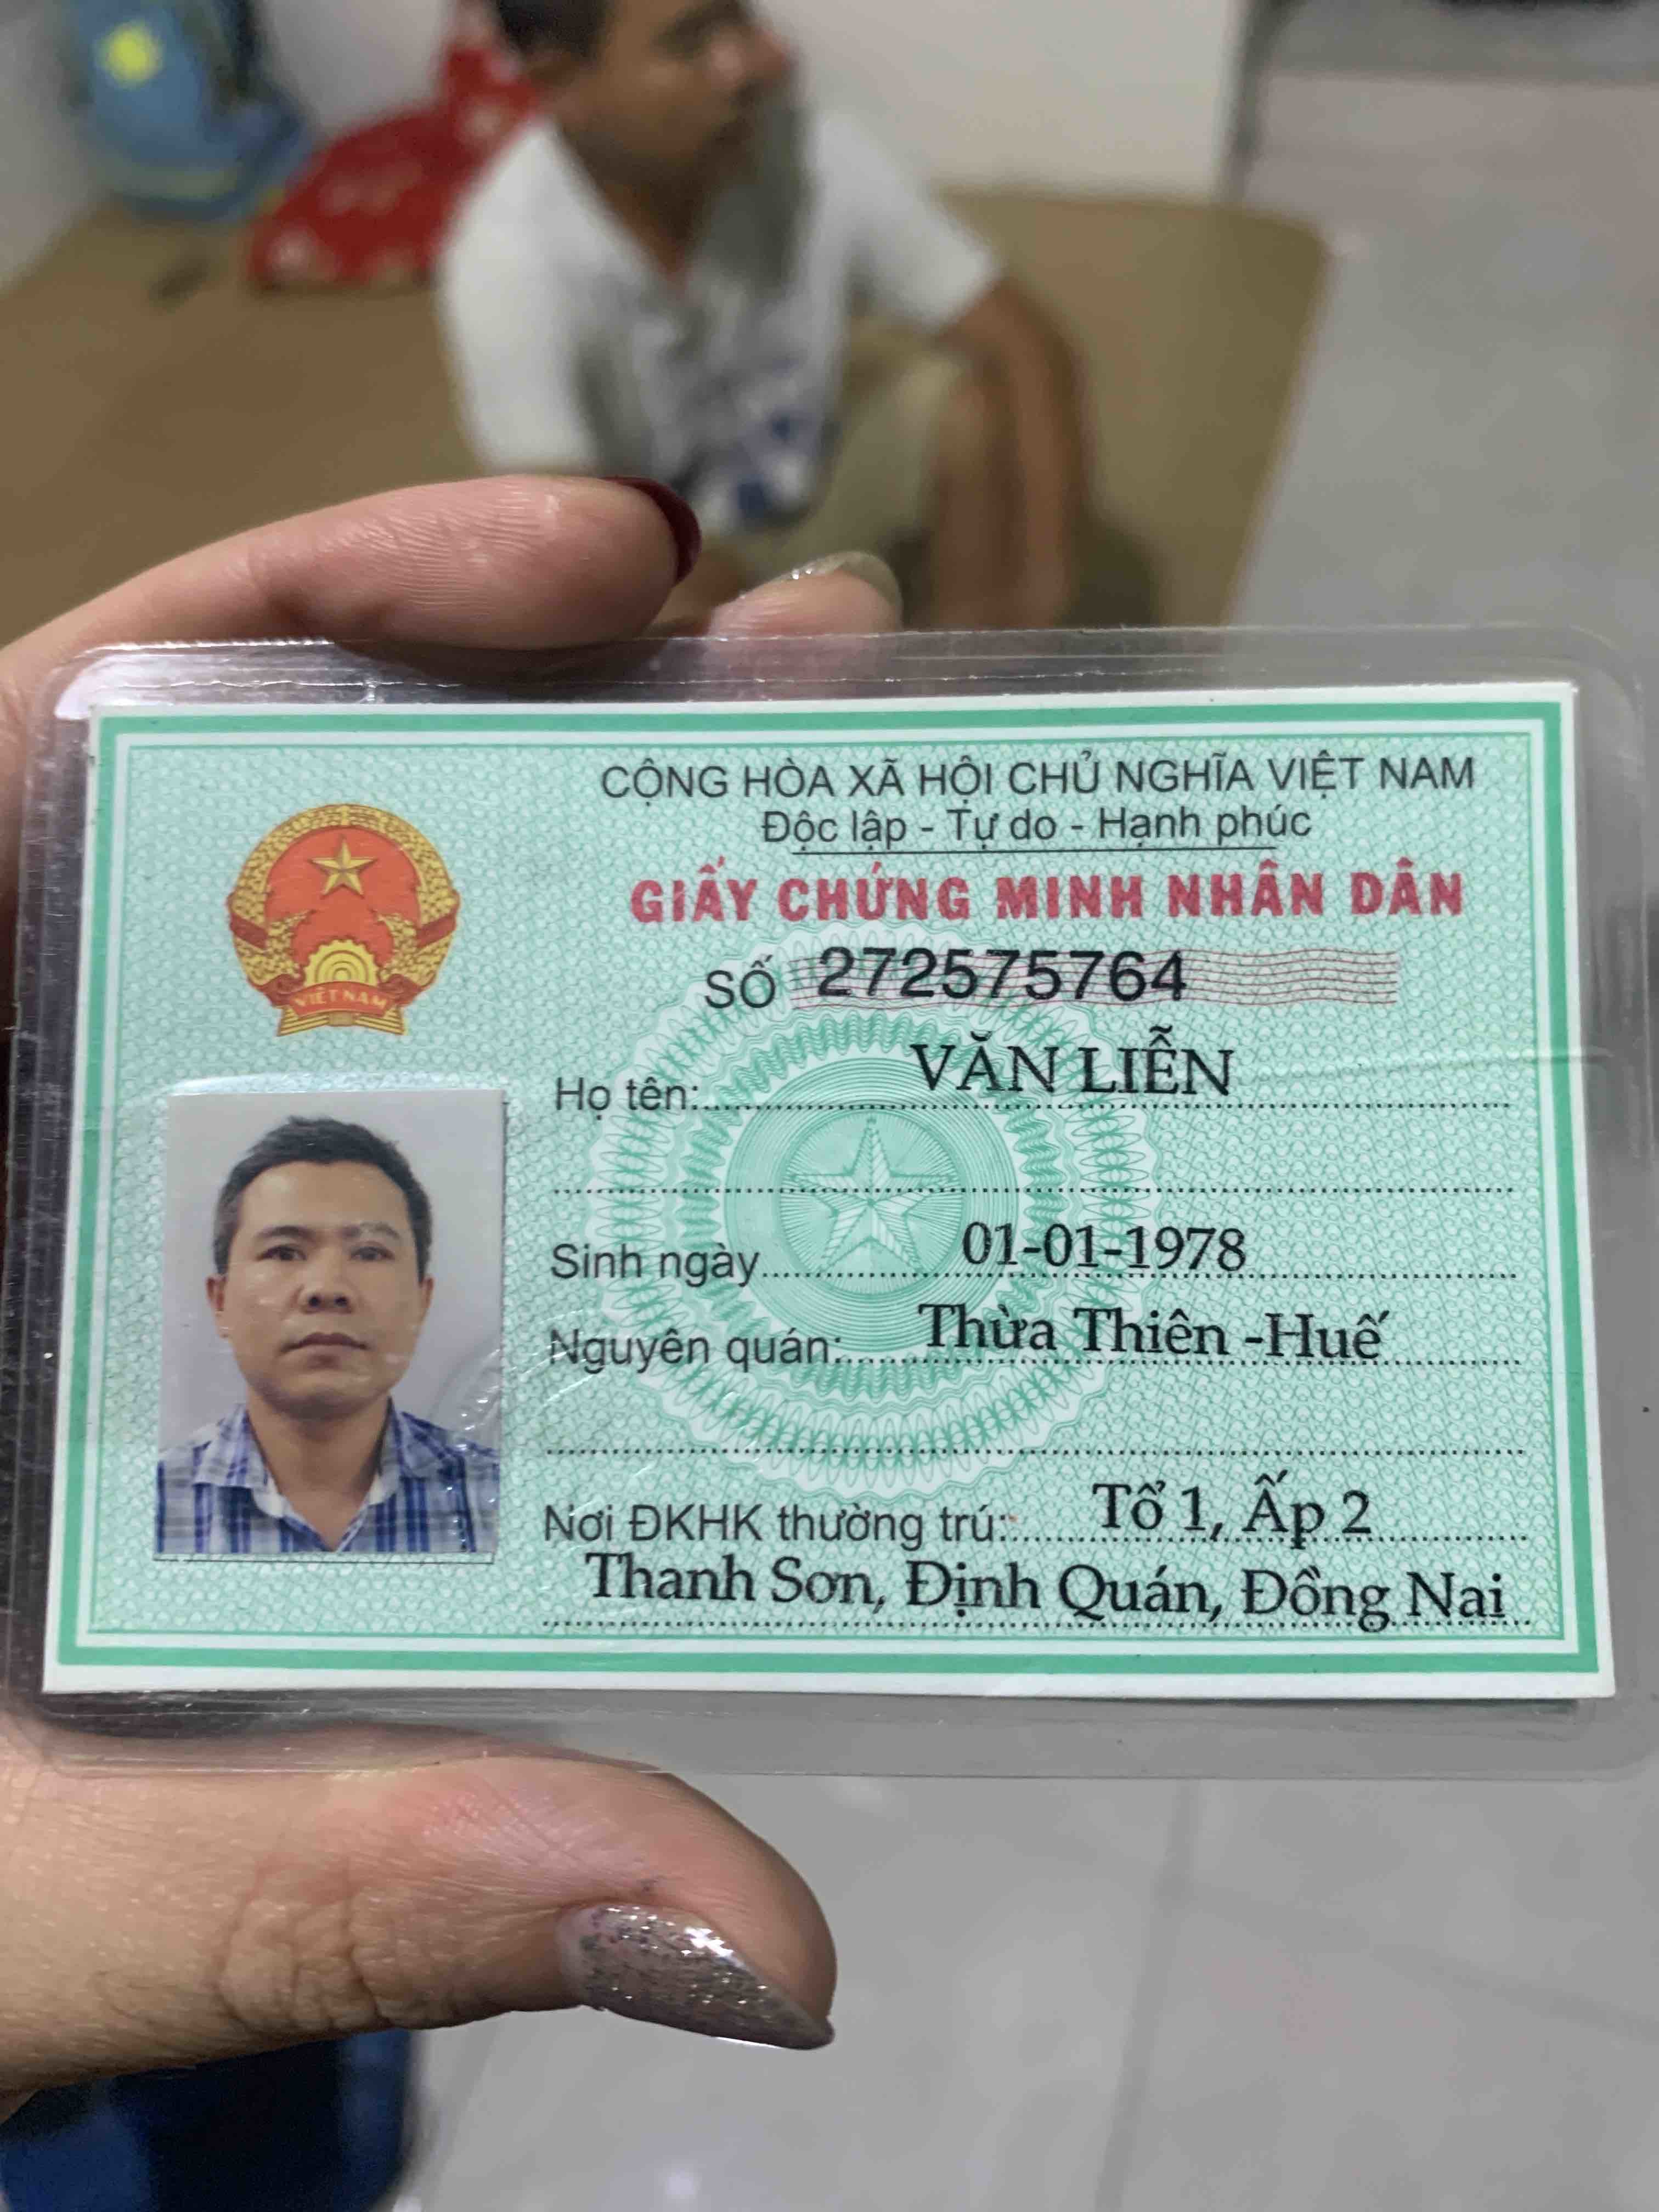 CỘNG HÒA XÃ HỘI CHỦ NGHĨA VIỆT NAM
Độc lập - Tự do - Hạnh phúc
GIẤY CHỨNG MINH NHÂN DÂN
SỐ 272575764
VIỆT NAM
Họ tên: VĂN LIỄN
Sinh ngày 01-01-1978
Nguyên quán: Thừa Thiên -Huế
Nơi ĐKHK thường trú: Tổ 1, Ấp 2
Thanh Sơn, Định Quán, Đồng Nai